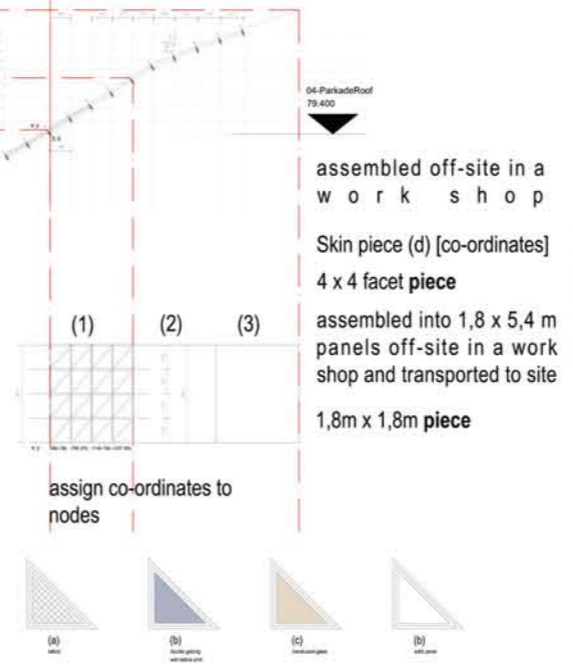 04-ParkadeRoof
79.400
assembled off-site in a
work shop
Skin piece (d) [co-ordinates]
4 x 4 facet piece
(1) (2) (3)
assembled into 1,8 x 5,4 m
panels off-site in a work
shop and transported to site
1,8m x 1,8m piece
assign co-ordinates to
nodes
(a) (b) (c) (b)